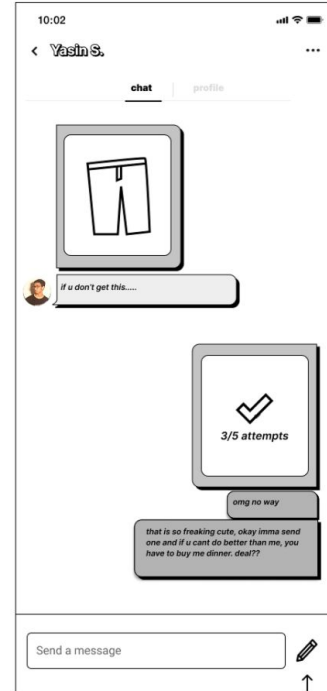 10:02
Yasin S.
chat
profile
if u don't get this.....
3/5 attempts
omg no way
that is so freaking cute, okay imma send
one and if u cant do better than me, you
have to buy me dinner. deal??
Send a message